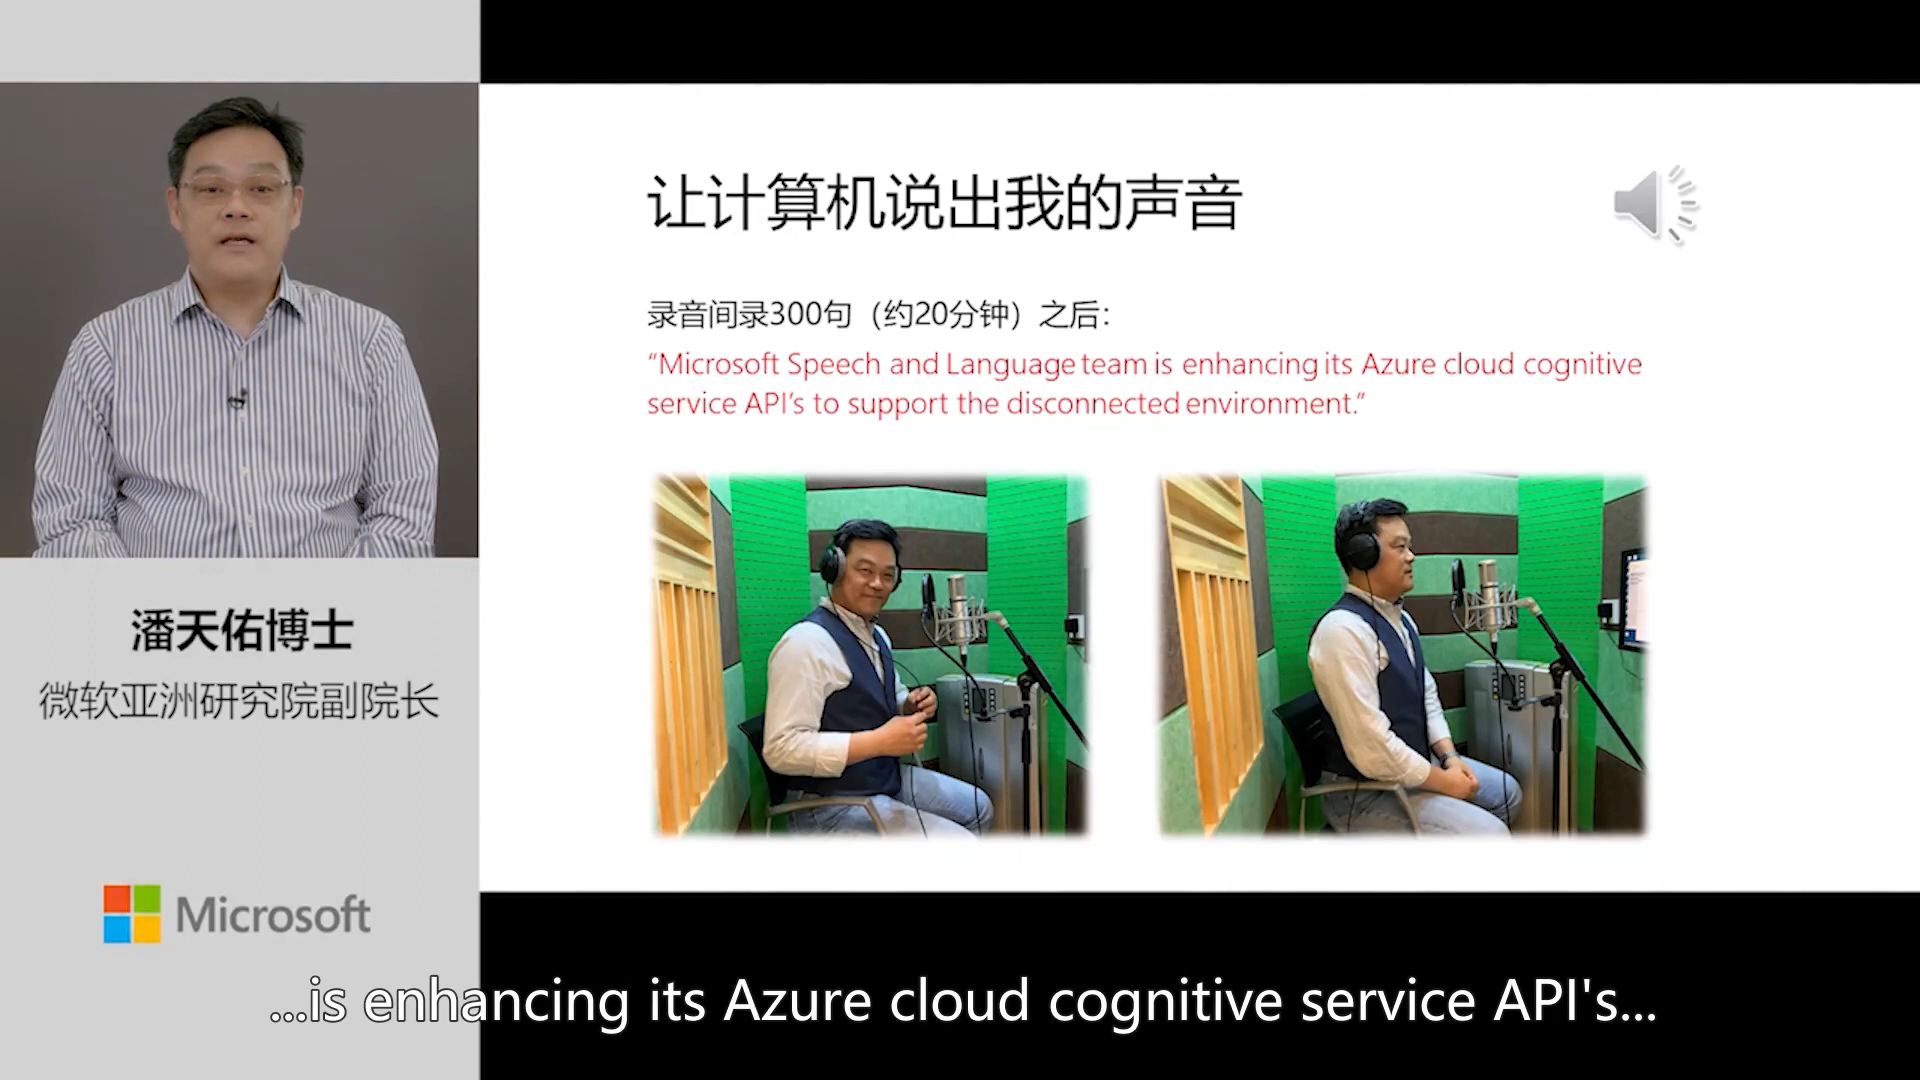 让计算机说出我的声音
录音间录300句（约20分钟）之后：
“Microsoft Speech and Language team is enhancing its Azure cloud cognitive
service API’s to support the disconnected environment.”
潘天佑博士
微软亚洲研究院副院长
Microsoft
...is enhancing its Azure cloud cognitive service API's...